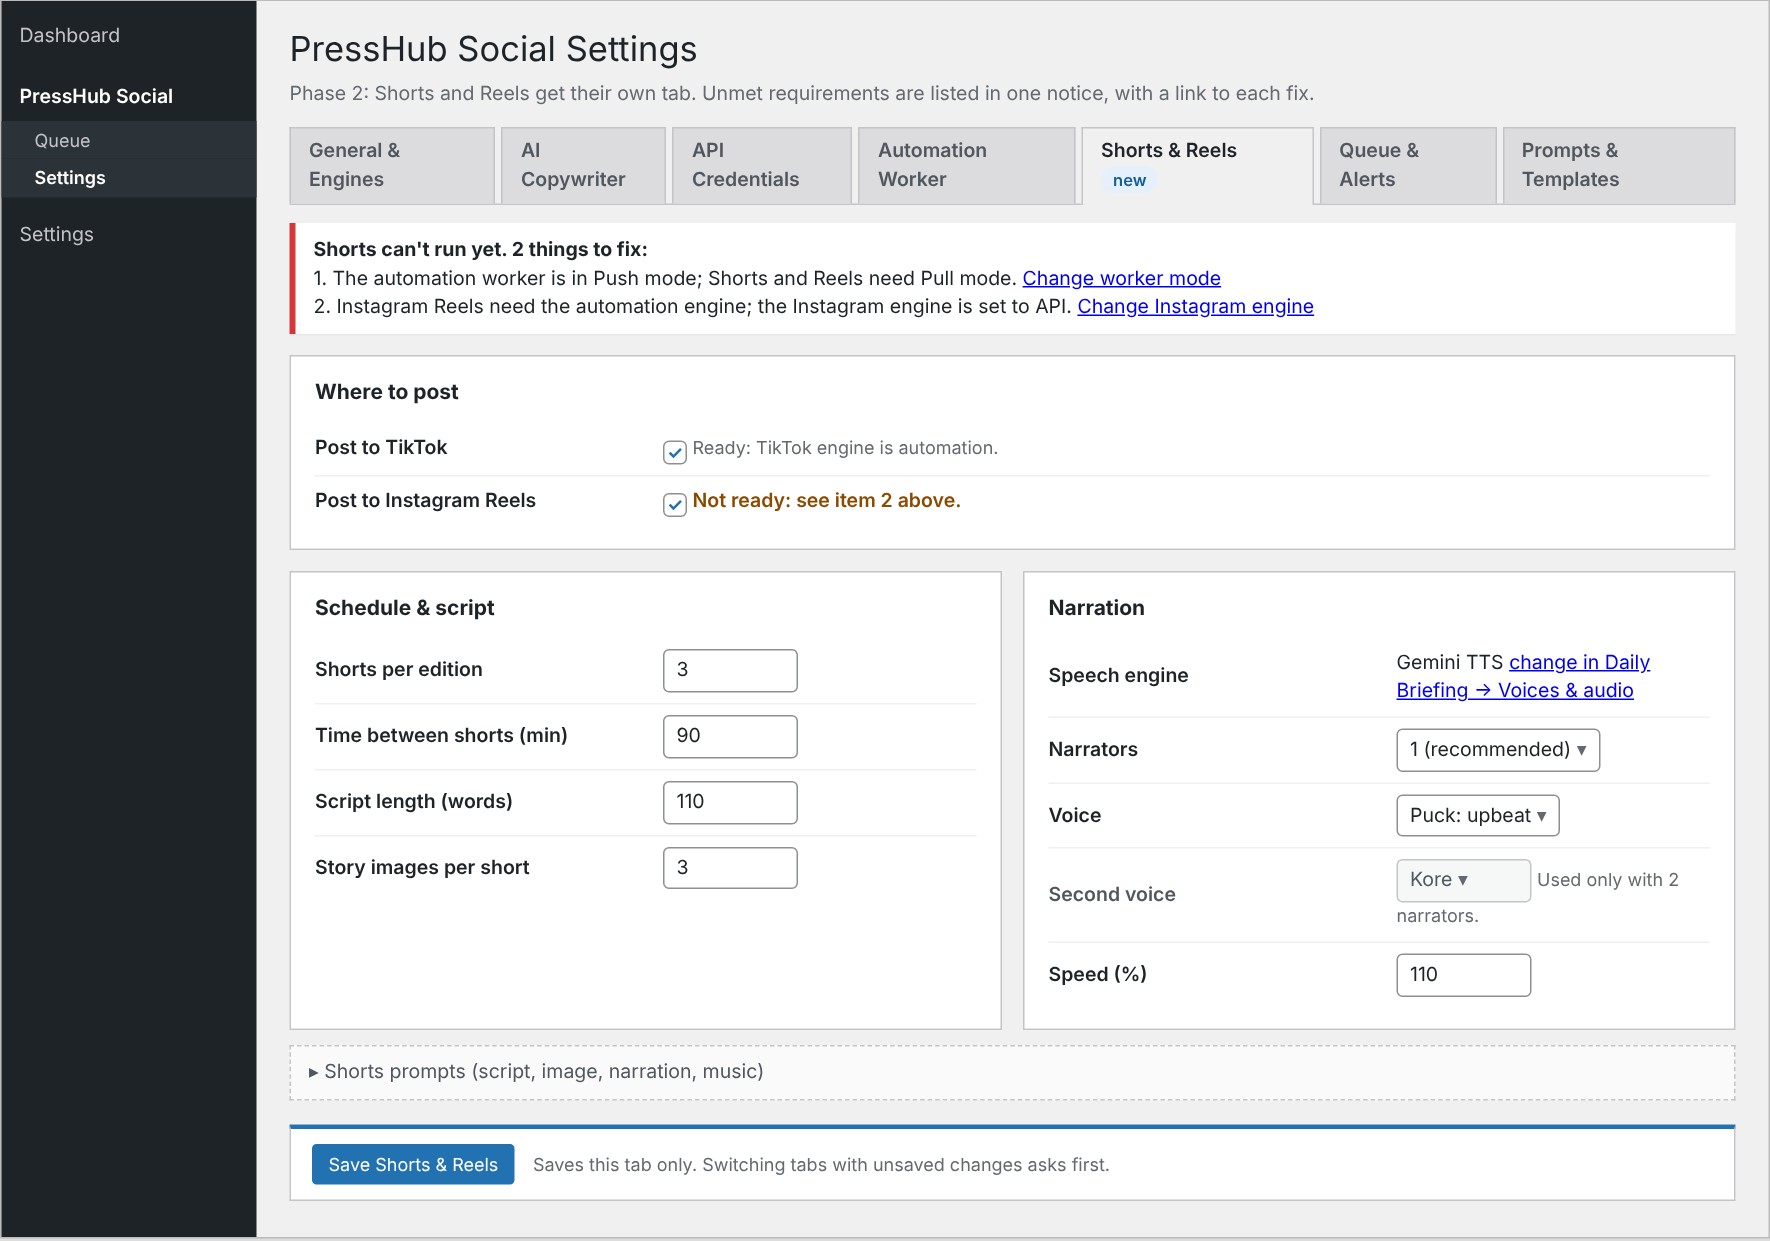 Dashboard
PressHub Social
Queue
Settings
Settings
PressHub Social Settings
Phase 2: Shorts and Reels get their own tab. Unmet requirements are listed in one notice, with a link to each fix.
General &
Engines
AI
Copywriter
API
Credentials
Automation
Worker
Shorts & Reels
new
Queue &
Alerts
Prompts &
Templates
Shorts can't run yet. 2 things to fix:
1. The automation worker is in Push mode; Shorts and Reels need Pull mode. Change worker mode
2. Instagram Reels need the automation engine; the Instagram engine is set to API. Change Instagram engine
Where to post
Post to TikTok
Ready: TikTok engine is automation.
Post to Instagram Reels
Not ready: see item 2 above.
Schedule & script
Shorts per edition
3
Time between shorts (min)
90
Script length (words)
110
Story images per short
3
Narration
Speech engine
Gemini TTS change in Daily
Briefing → Voices & audio
Narrators
1 (recommended) ▾
Voice
Puck: upbeat ▾
Second voice
Kore ▾ Used only with 2
narrators.
Speed (%)
110
▸ Shorts prompts (script, image, narration, music)
Save Shorts & Reels
Saves this tab only. Switching tabs with unsaved changes asks first.